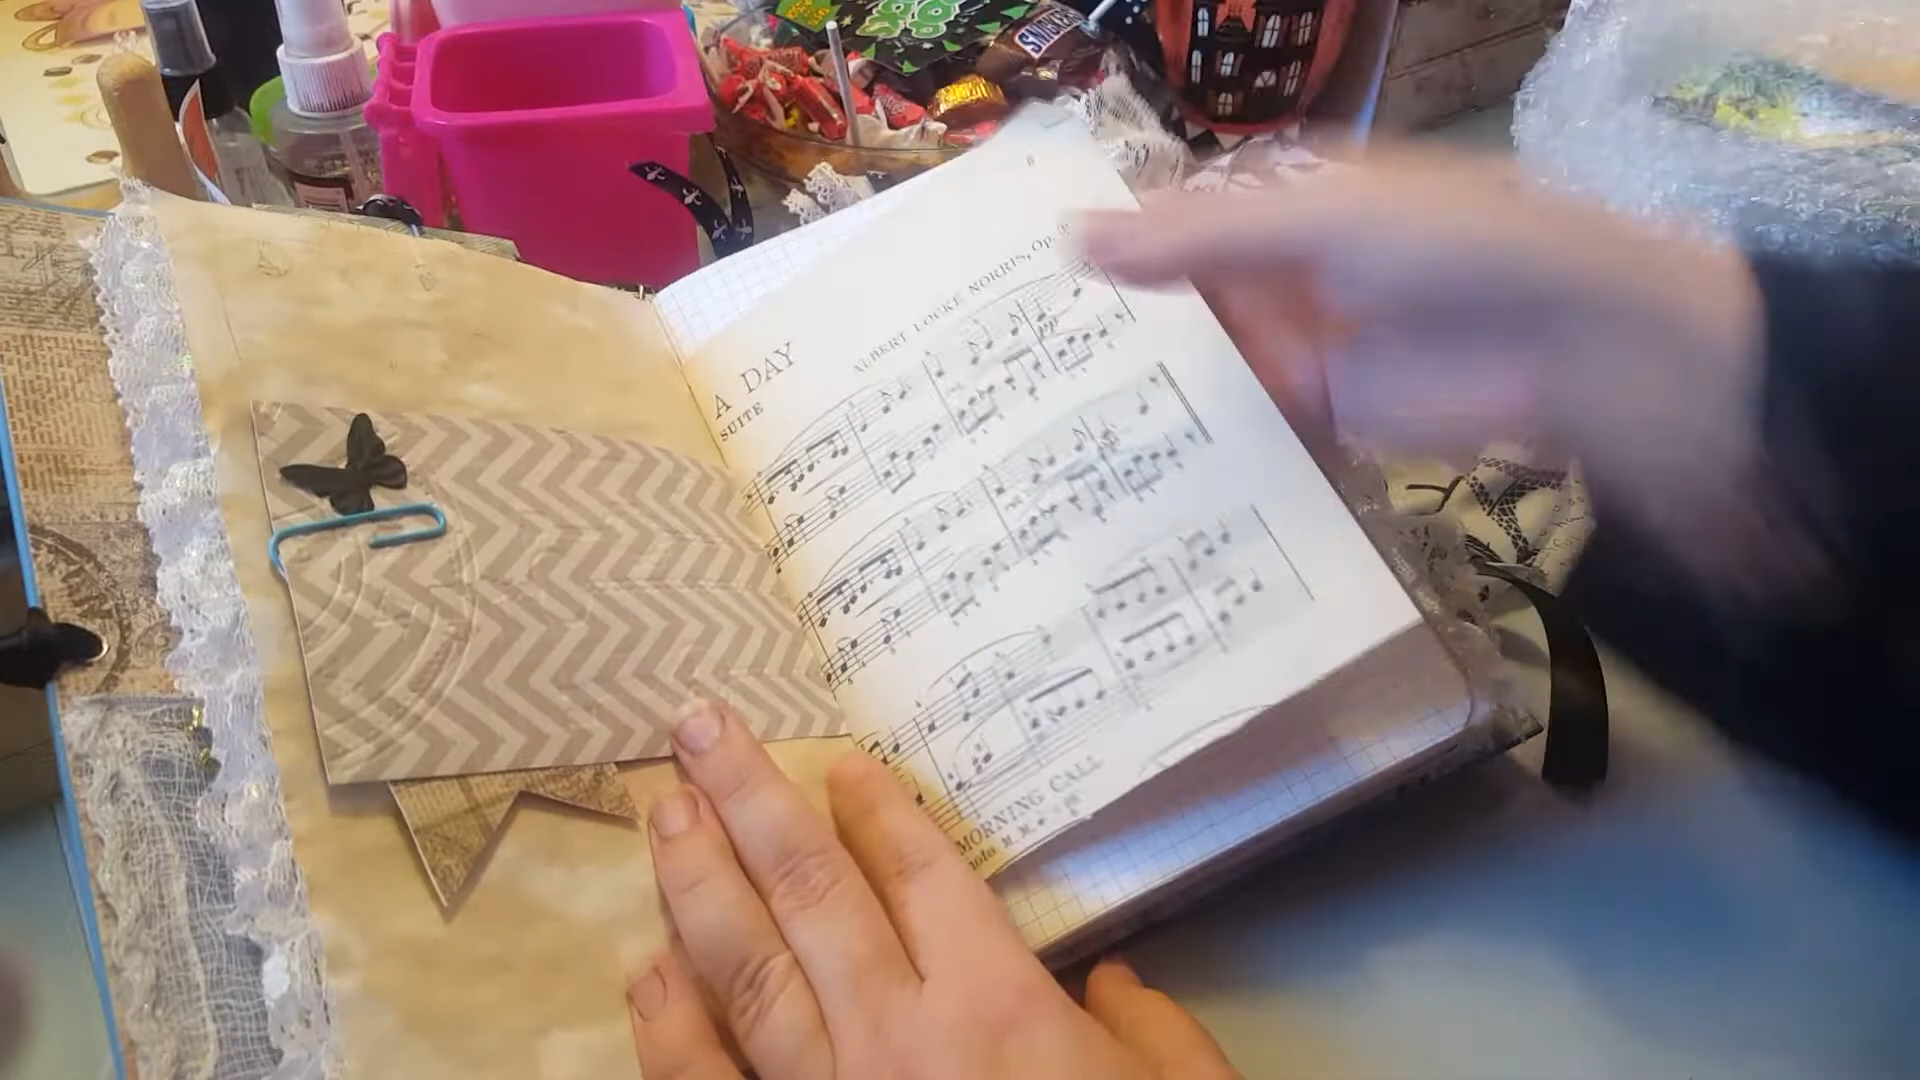 SNICKERS
A DAY
SUITE
ALBERT LOCKE NORRIS, Op.
MORNING CALL
M.M.